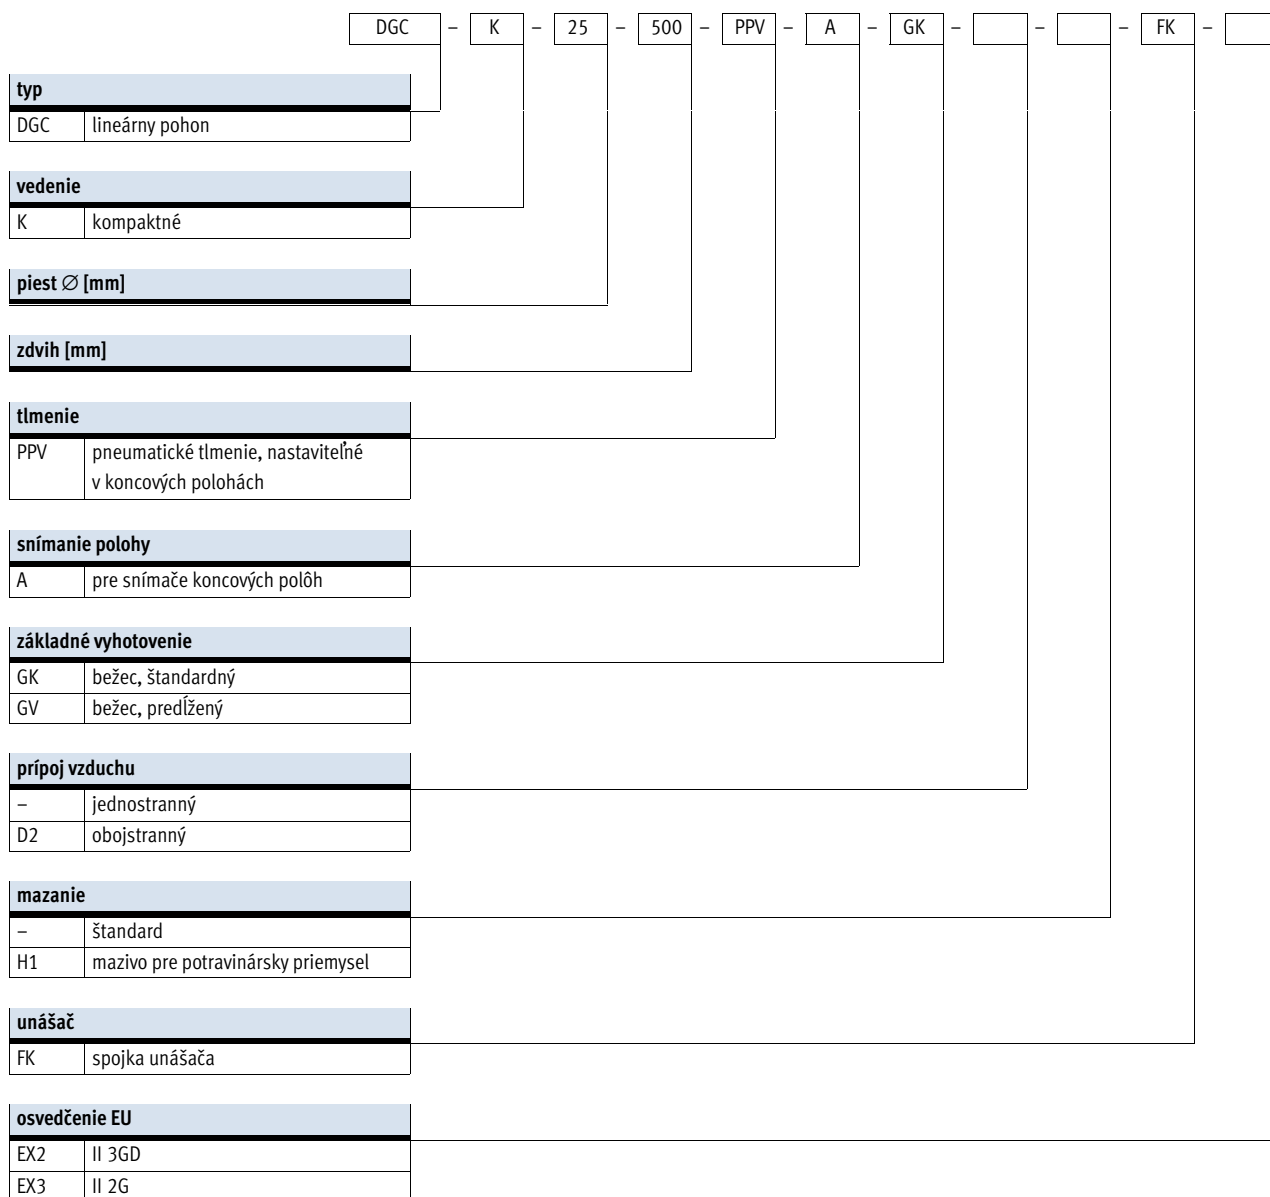 DGC – K – 25 – 500 – PPV – A – GK – – – FK –
typ
DGC lineárny pohon
vedenie
K kompaktné
piest ∅ [mm]
zdvih [mm]
tlmenie
PPV pneumatické tlmenie, nastaviteľné
v koncových polohách
snímanie polohy
A pre snímače koncových polôh
základné vyhotovenie
GK bežec, štandardný
GV bežec, predĺžený
prípoj vzduchu
– jednostranný
D2 obojstranný
mazanie
– štandard
H1 mazivo pre potravinársky priemysel
unášač
FK spojka unášača
osvedčenie EU
EX2 II 3GD
EX3 II 2G